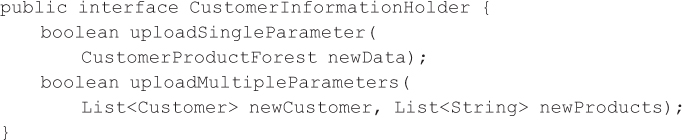 public interface CustomerInformationHolder {
    boolean uploadSingleParameter(
        CustomerProductForest newData);
    boolean uploadMultipleParameters(
        List<Customer> newCustomer, List<String> newProducts);
}